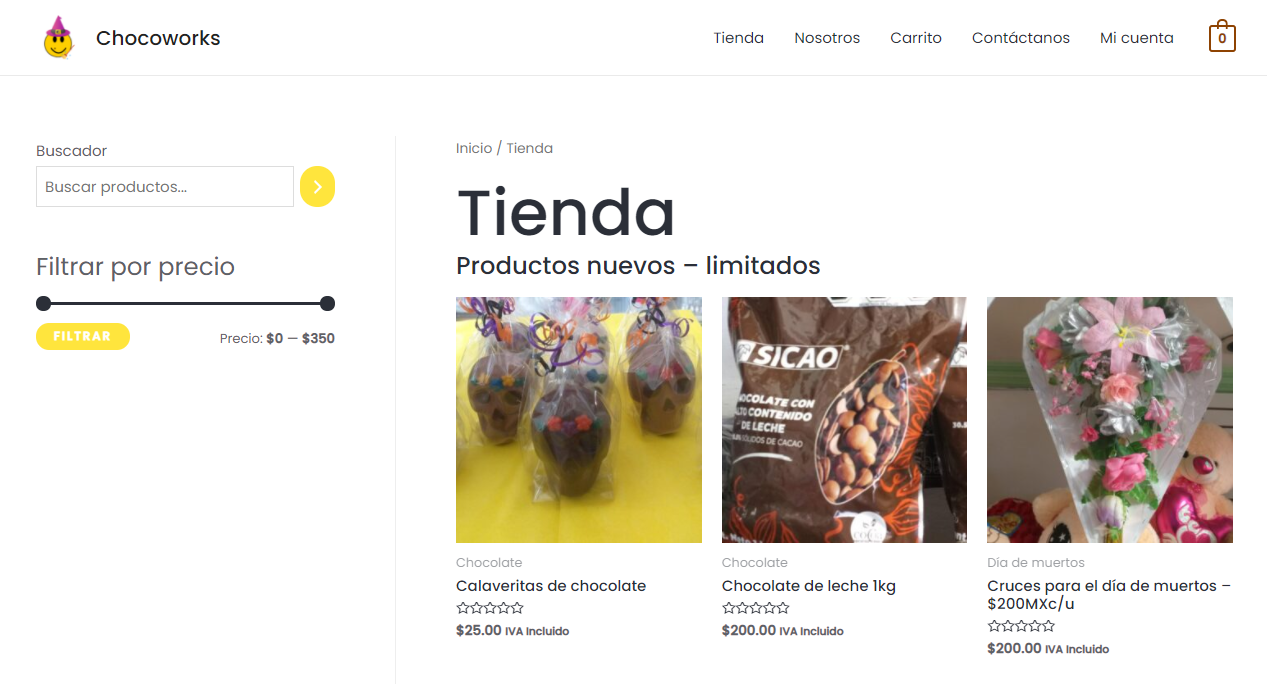 Chocoworks
Tienda
Nosotros
Carrito
Contáctanos
Mi cuenta
0
Buscador
Buscar productos...
Filtrar por precio
FILTRAR
Precio: $0 — $350
Inicio / Tienda
Tienda
Productos nuevos – limitados
SICAO
CHOCOLATE CON
ALTO CONTENIDO
DE LECHE
SÓLIDOS DE CACAO
Chocolate
Calaveritas de chocolate
$25.00 IVA Incluido
Chocolate
Chocolate de leche 1kg
$200.00 IVA Incluido
Día de muertos
Cruces para el día de muertos –
$200MXc/u
$200.00 IVA Incluido